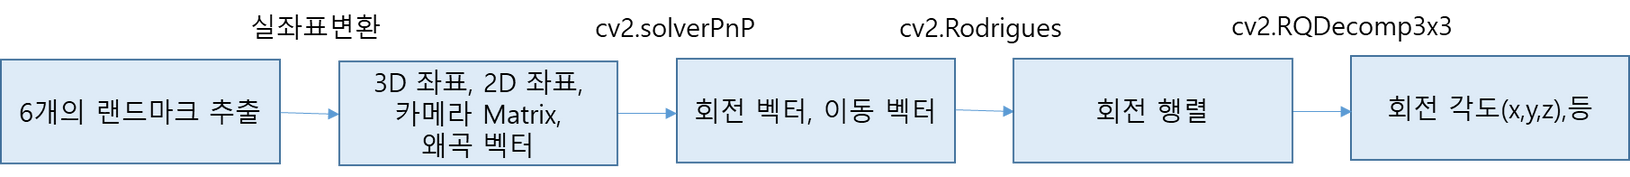 실좌표변환
cv2.solverPnP
cv2.Rodrigues
cv2.RQDecomp3x3
6개의 랜드마크 추출
3D 좌표, 2D 좌표,
카메라 Matrix,
왜곡 벡터
회전 벡터, 이동 벡터
회전 행렬
회전 각도(x,y,z),등